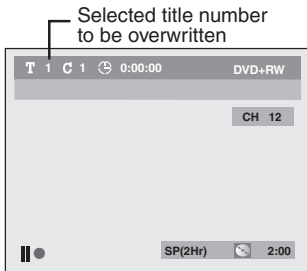 Selected title number
to be overwritten
T 1 C 1 0:00:00 DVD+RW
CH 12
SP(2Hr) 2:00